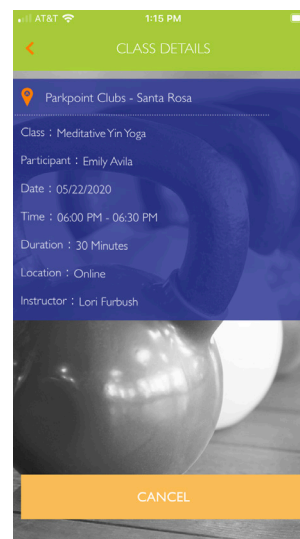 AT&T 1:15 PM
CLASS DETAILS
Parkpoint Clubs - Santa Rosa
Class : Meditative Yin Yoga
Participant : Emily Avila
Date : 05/22/2020
Time : 06:00 PM - 06:30 PM
Duration : 30 Minutes
Location : Online
Instructor : Lori Furbush
CANCEL